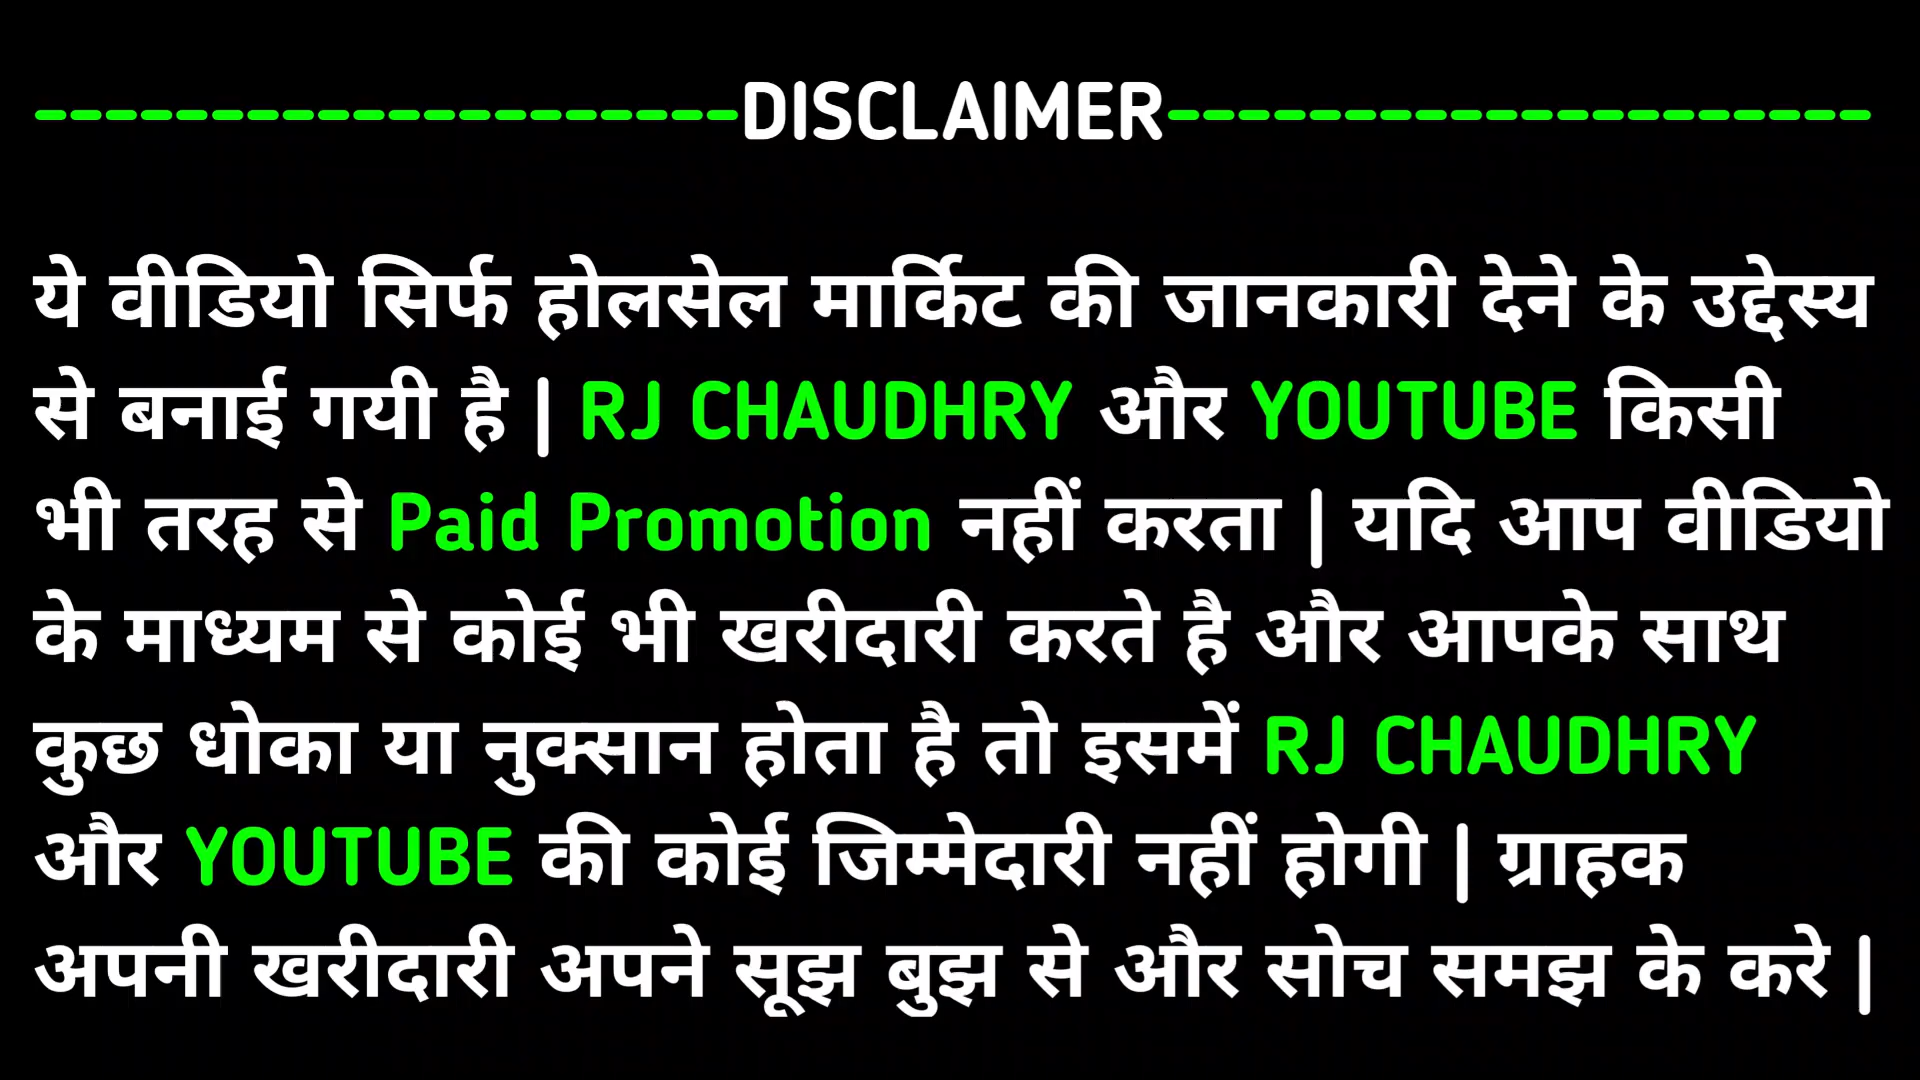 --------------------DISCLAIMER--------------------
ये वीडियो सिर्फ होलसेल मार्किट की जानकारी देने के उद्देस्य
से बनाई गयी है | RJ CHAUDHRY और YOUTUBE किसी
भी तरह से Paid Promotion नहीं करता | यदि आप वीडियो
के माध्यम से कोई भी खरीदारी करते है और आपके साथ
कुछ धोका या नुक्सान होता है तो इसमें RJ CHAUDHRY
और YOUTUBE की कोई जिम्मेदारी नहीं होगी | ग्राहक
अपनी खरीदारी अपने सूझ बुझ से और सोच समझ के करे |